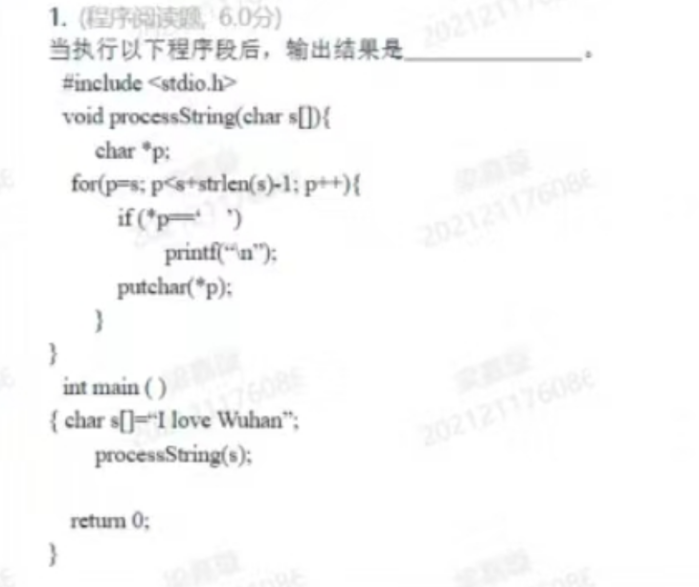 1. (程序阅读题, 6.0分)
当执行以下程序段后，输出结果是________________。
#include <stdio.h>
void processString(char s[]){
char *p;
for(p=s; p<s+strlen(s)-1; p++){
if (*p==‘ ’)
printf(“\n”);
putchar(*p);
}
}
int main ( )
{ char s[]=“I love Wuhan”;
processString(s);
return 0;
}